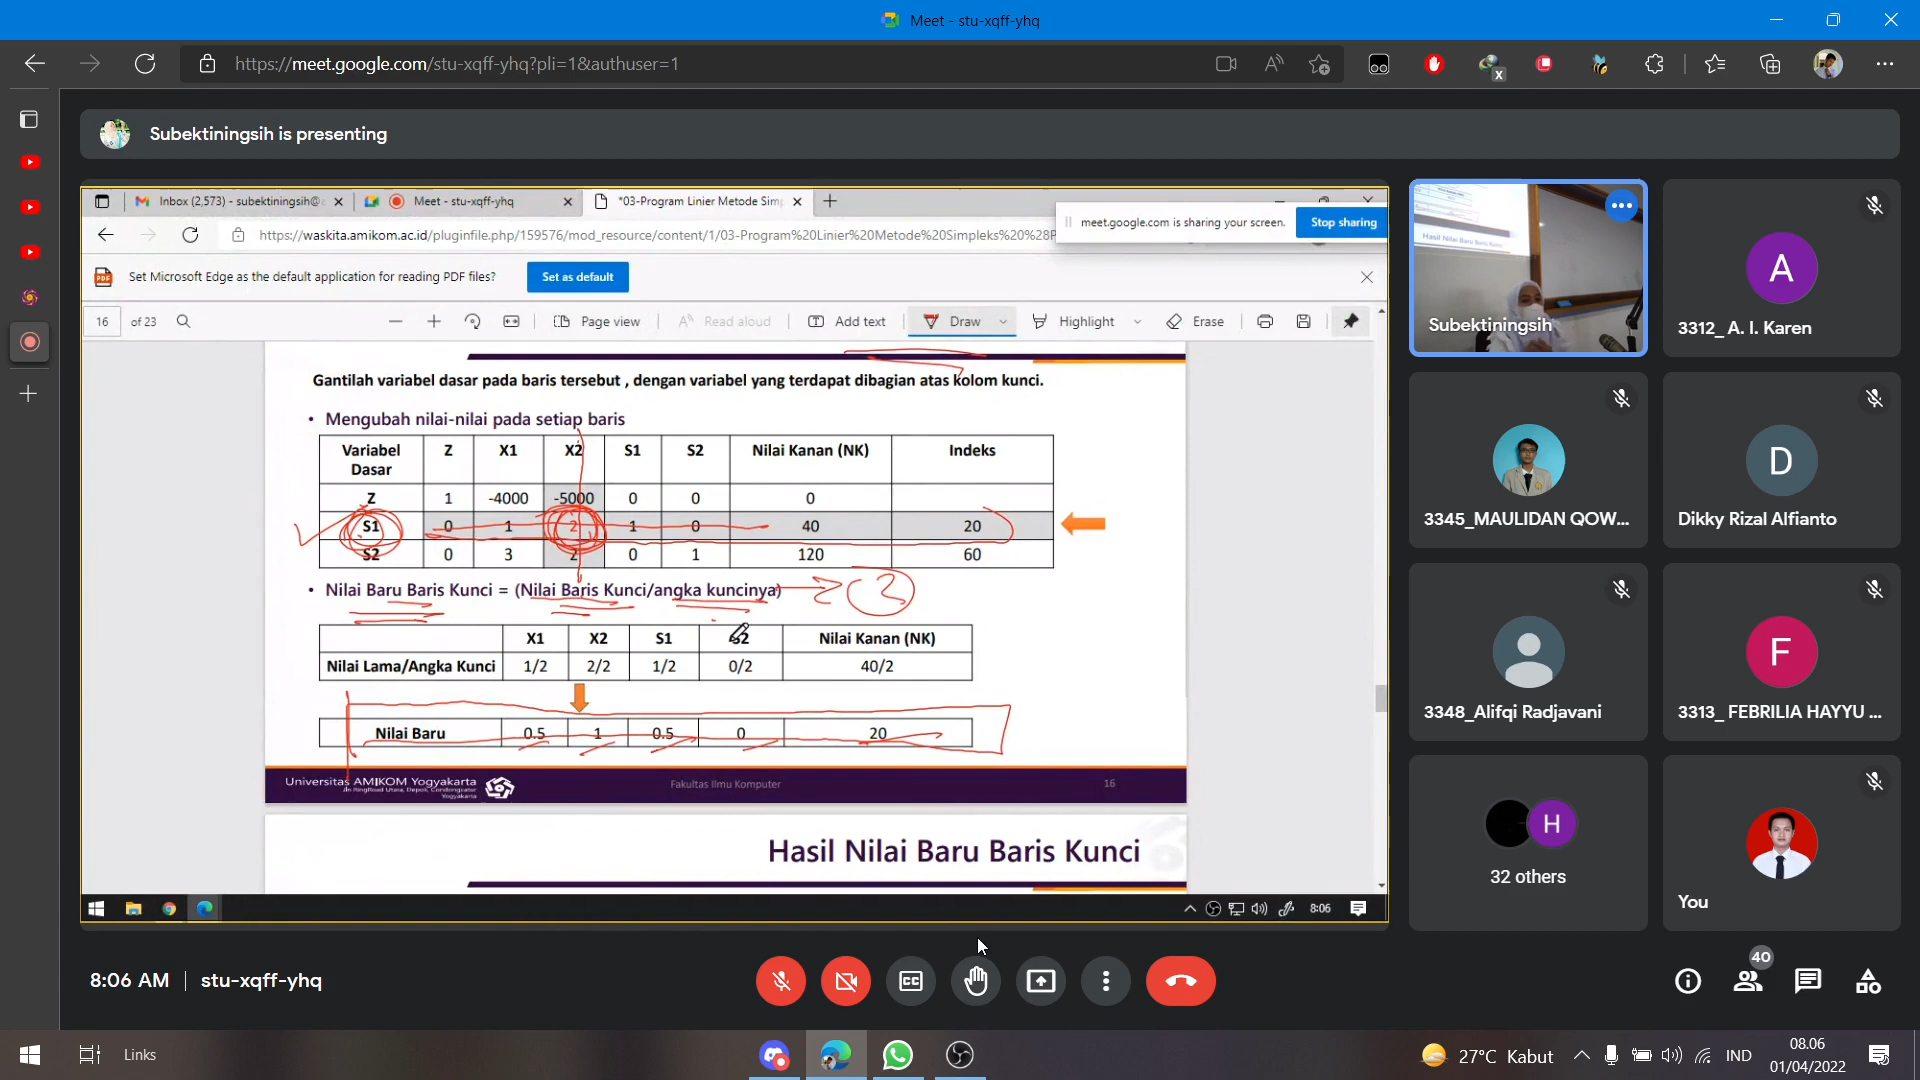 Meet - stu-xqff-yhq
https://meet.google.com/stu-xqff-yhq?pli=1&authuser=1
Subektiningsih is presenting
Inbox (2,573) - subektiningsih@
Meet - stu-xqff-yhq
*03-Program Linier Metode Sim
meet.google.com is sharing your screen.
Stop sharing
https://waskita.amikom.ac.id/pluginfile.php/159576/mod_resource/content/1/03-Program%20Linier%20Metode%20Simpleks%20%28P
PDF
Set Microsoft Edge as the default application for reading PDF files?
Set as default
16 of 23
Page view
Read aloud
Add text
Draw
Highlight
Erase
Gantilah variabel dasar pada baris tersebut , dengan variabel yang terdapat dibagian atas kolom kunci.
• Mengubah nilai-nilai pada setiap baris
Variabel Dasar Z X1 X2 S1 S2 Nilai Kanan (NK) Indeks
Z 1 -4000 -5000 0 0 0
S1 0 1 2 1 0 40 20
S2 0 3 2 0 1 120 60
• Nilai Baru Baris Kunci = (Nilai Baris Kunci/angka kuncinya)
X1 X2 S1 S2 Nilai Kanan (NK)
Nilai Lama/Angka Kunci 1/2 2/2 1/2 0/2 40/2
Nilai Baru 0.5 1 0.5 0 20
Universitas AMIKOM Yogyakarta
Fakultas Ilmu Komputer
16
Hasil Nilai Baru Baris Kunci
8:06
Subektiningsih
A
3312_ A. I. Karen
3345_MAULIDAN QOW...
D
Dikky Rizal Alfianto
3348_Alifqi Radjavani
F
3313_ FEBRILIA HAYYU ...
H
32 others
You
8:06 AM | stu-xqff-yhq
40
Links
27°C Kabut
IND
08.06
01/04/2022